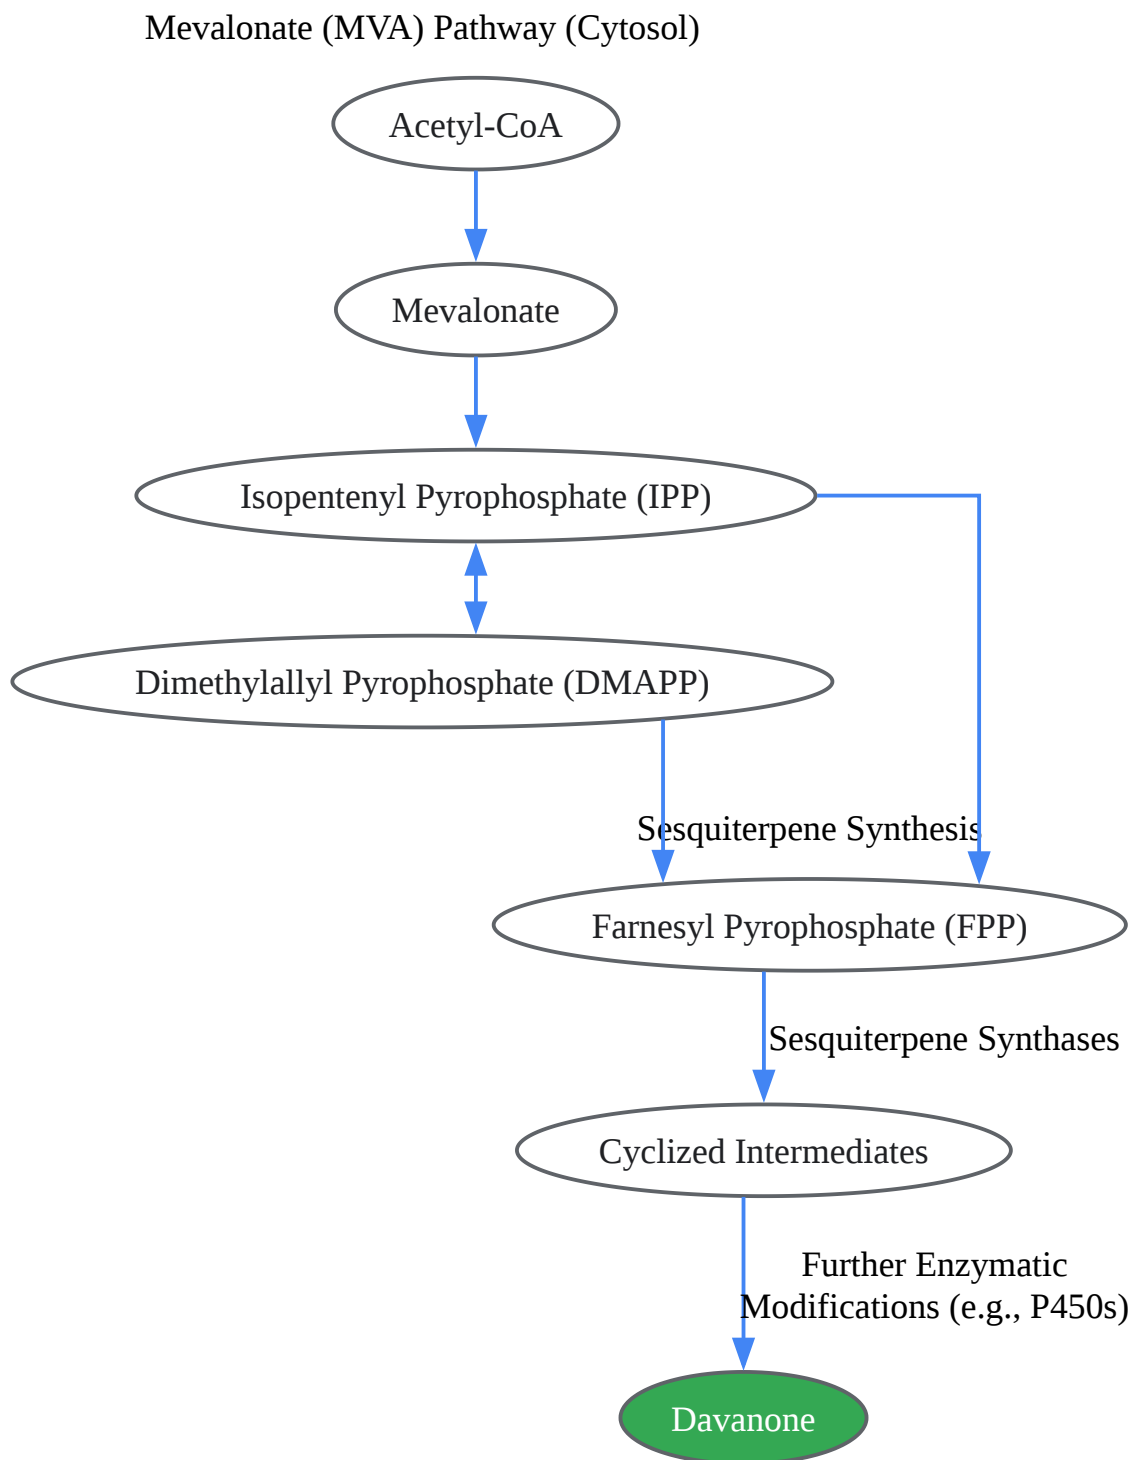 Mevalonate (MVA) Pathway (Cytosol)
Acetyl-CoA
Mevalonate
Isopentenyl Pyrophosphate (IPP)
Dimethylallyl Pyrophosphate (DMAPP)
Sesquiterpene Synthesis
Farnesyl Pyrophosphate (FPP)
Sesquiterpene Synthases
Cyclized Intermediates
Further Enzymatic
Modifications (e.g., P450s)
Davanone